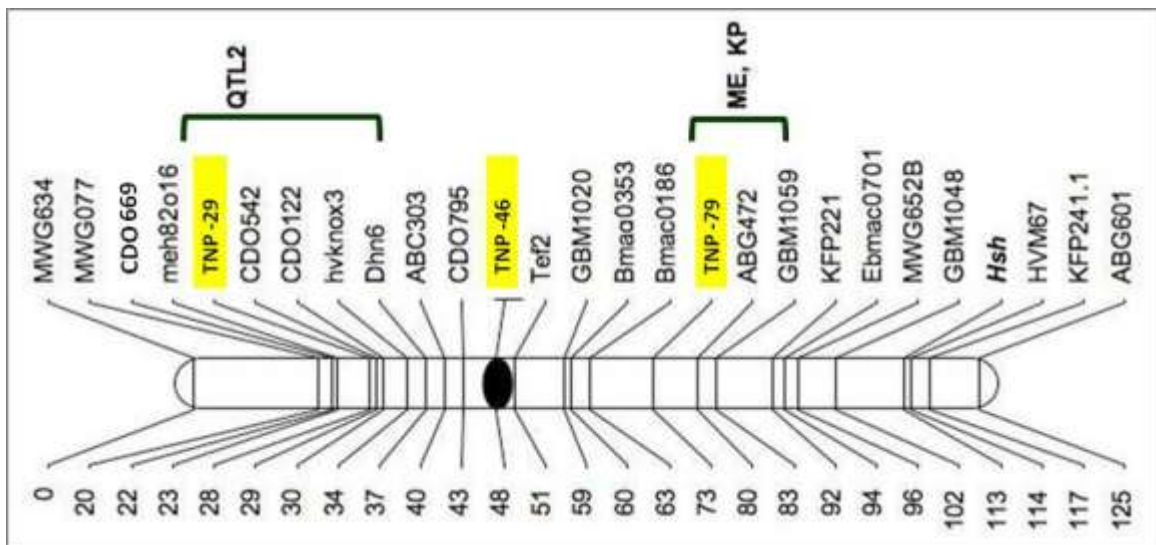 QTL2
ME, KP
MWG634
MWG077
CDO 669
meh82o16
TNP -29
CDO542
CDO122
hvknox3
Dhn6
ABC303
CDO795
TNP -46
Tef2
GBM1020
Bmao0353
Bmac0186
TNP -79
ABG472
GBM1059
KFP221
Ebmac0701
MWG652B
GBM1048
Hsh
HVM67
KFP241.1
ABG601
0
20
22
23
28
29
30
34
37
40
43
48
51
59
60
63
73
80
83
92
94
96
102
113
114
117
125